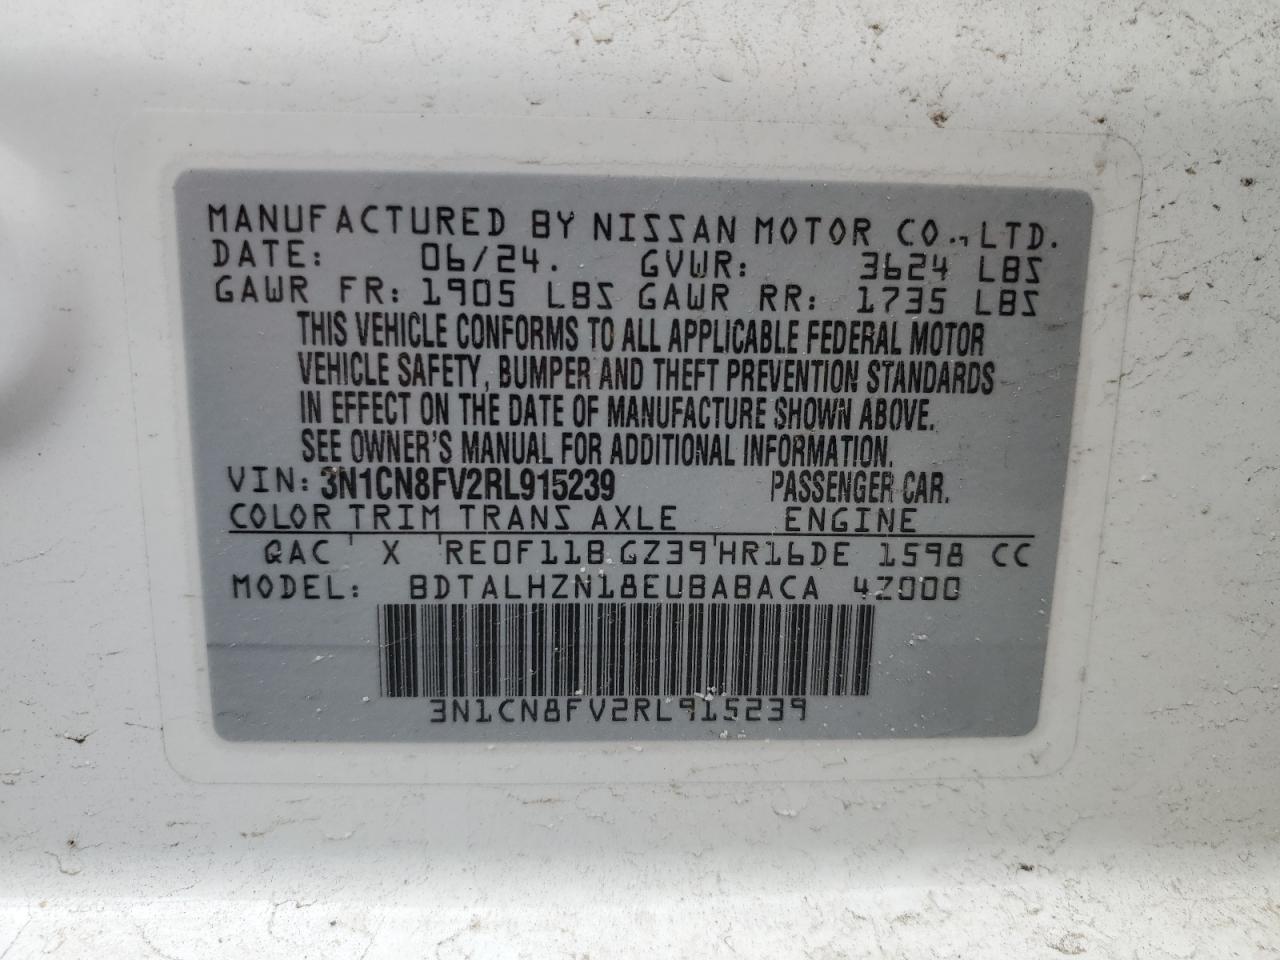 MANUFACTURED BY NISSAN MOTOR CO., LTD.
DATE: 06/24. GVWR: 3624 LBS
GAWR FR: 1905 LBS GAWR RR: 1735 LBS
THIS VEHICLE CONFORMS TO ALL APPLICABLE FEDERAL MOTOR
VEHICLE SAFETY, BUMPER AND THEFT PREVENTION STANDARDS
IN EFFECT ON THE DATE OF MANUFACTURE SHOWN ABOVE.
SEE OWNER'S MANUAL FOR ADDITIONAL INFORMATION.
VIN: 3N1CN8FV2RL915239 PASSENGER CAR.
COLOR TRIM TRANS AXLE ENGINE
QAC X RE0F11B GZ39 HR16DE 1598 CC
MODEL: BDTALHZN18EUBABACA 4Z000
3N1CN8FV2RL915239